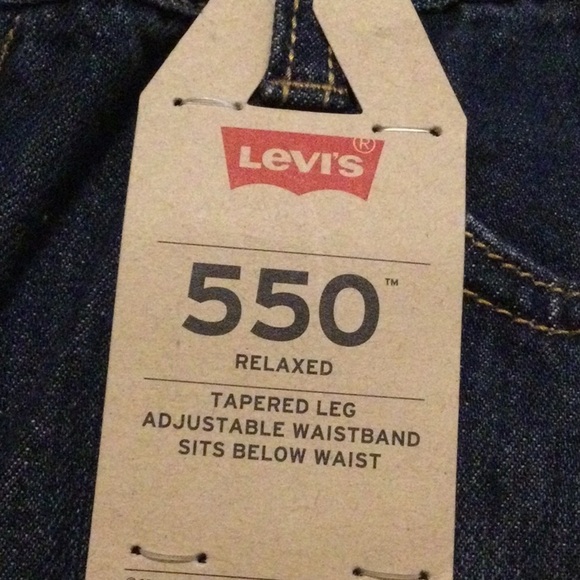 LEVI'S®
550™
RELAXED
TAPERED LEG
ADJUSTABLE WAISTBAND
SITS BELOW WAIST